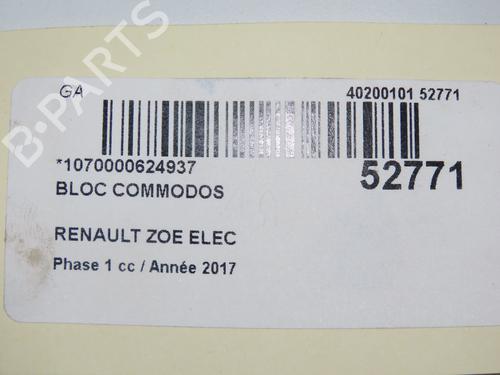 GA
40200101 52771
*1070000624937
52771
BLOC COMMODOS
RENAULT ZOE ELEC
Phase 1 cc / Année 2017
B-PARTS